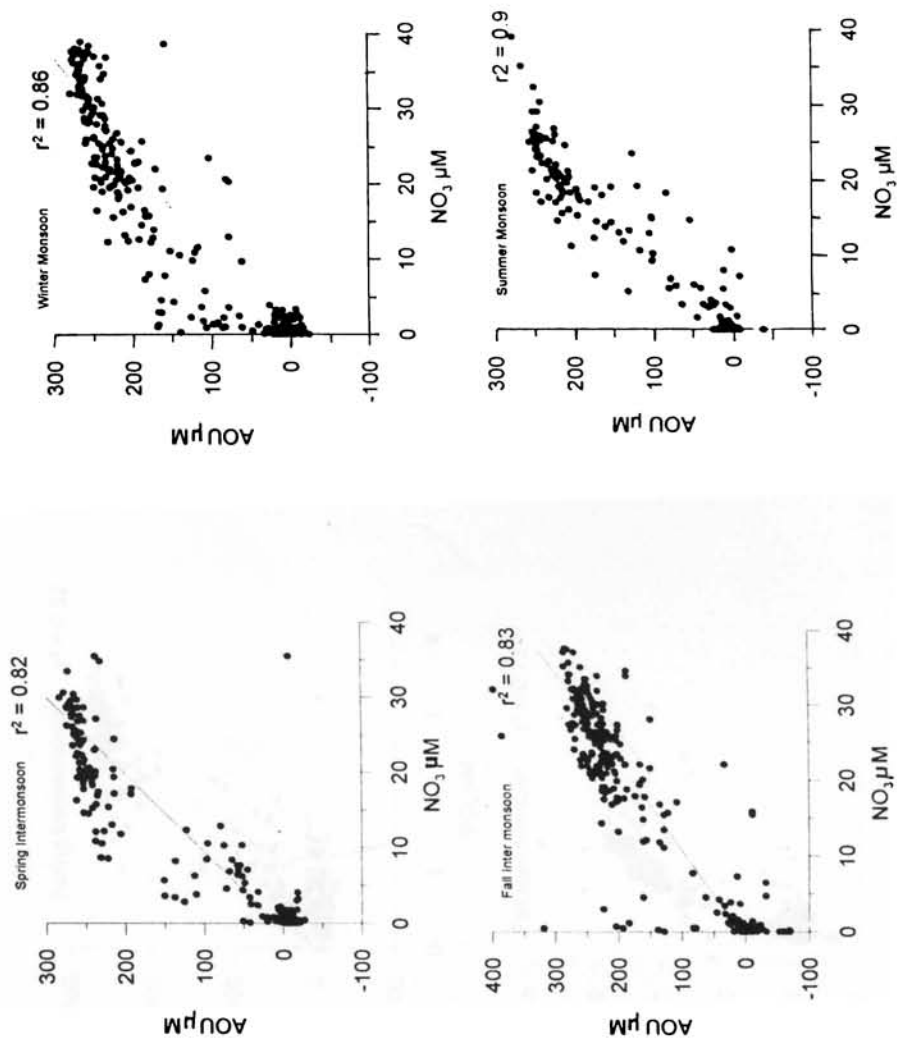 Spring Intermonsoon
r² = 0.82
300
200
100
0
-100
AOU µM
0 10 20 30 40
NO₃ µM
Winter Monsoon
r² = 0.86
300
200
100
0
-100
AOU µM
0 10 20 30 40
NO₃ µM
Fall inter monsoon
r² = 0.83
400
300
200
100
0
-100
AOU µM
0 10 20 30 40
NO₃ µM
Summer Monsoon
r2 = 0.9
300
200
100
0
-100
AOU µM
0 10 20 30 40
NO₃ µM